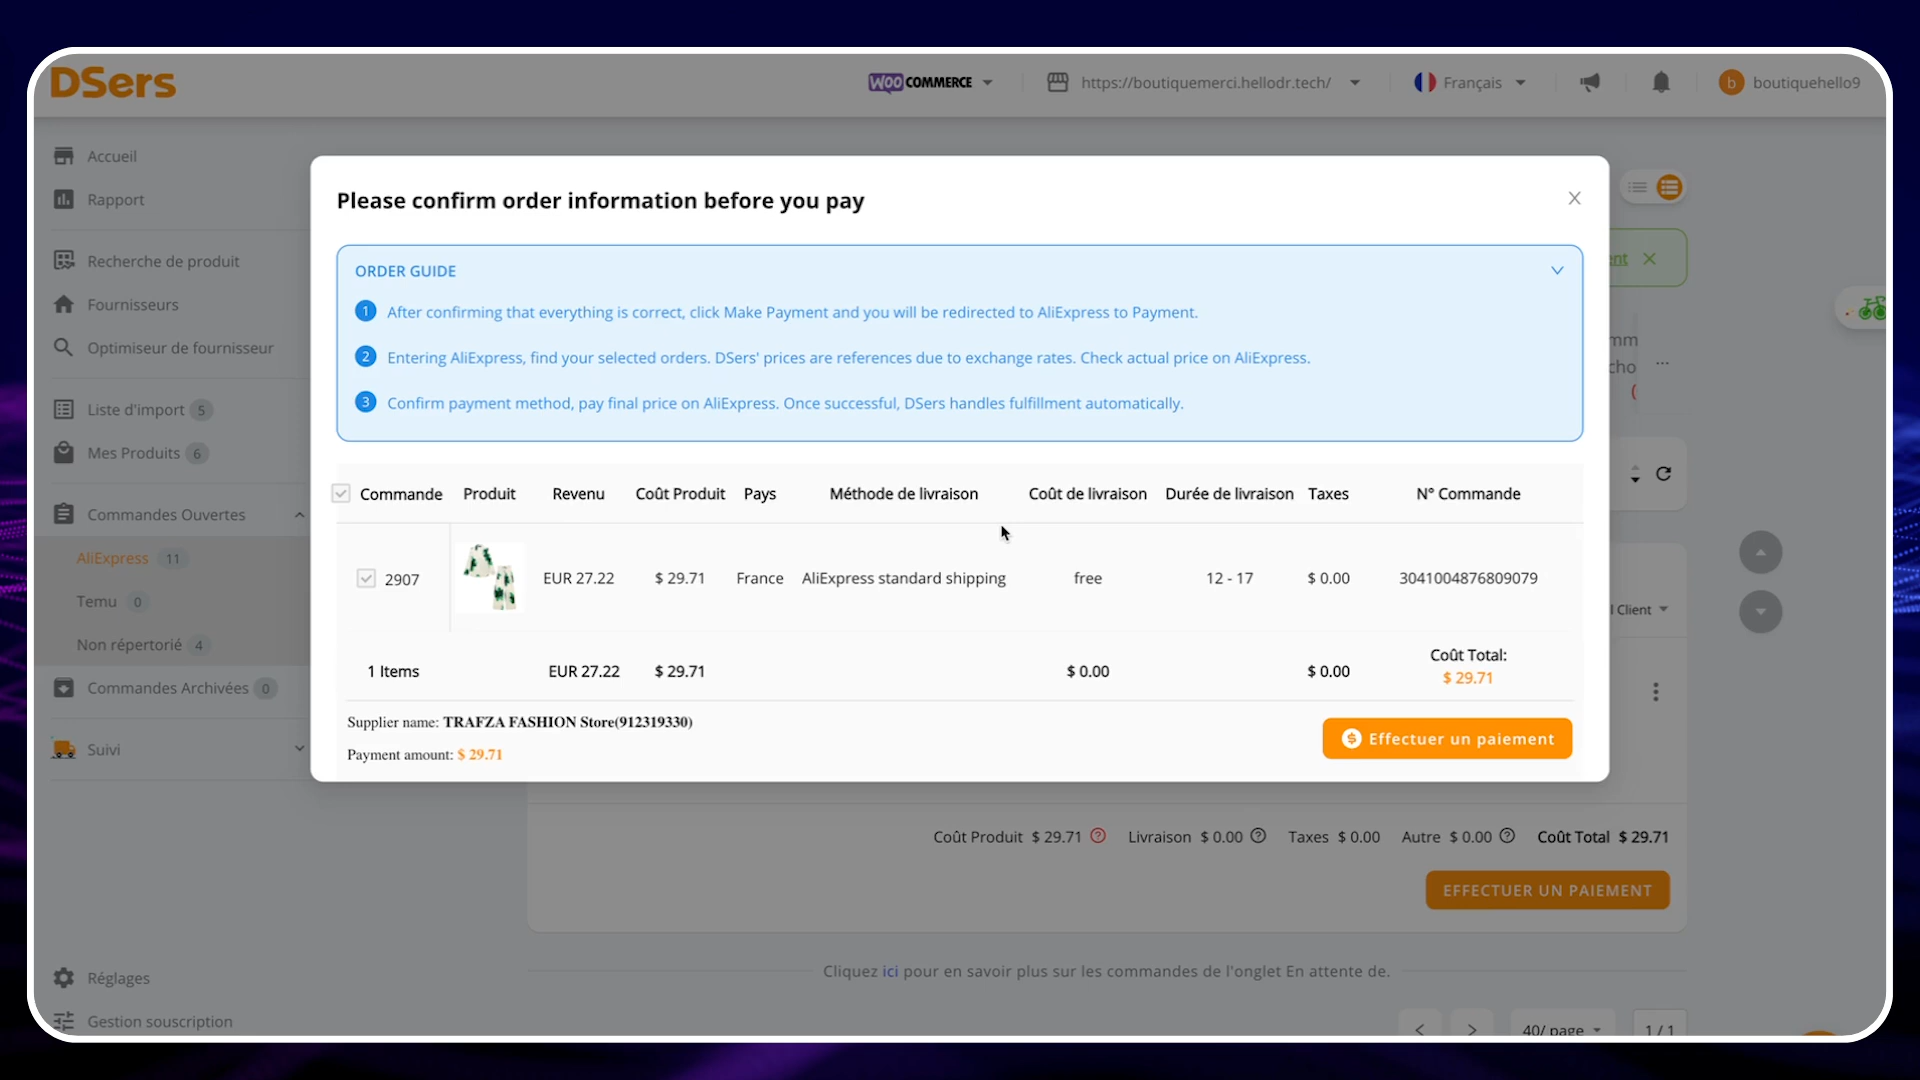 DSers
WOO COMMERCE
https://boutiquemerci.hellodr.tech/
Français
b
boutiquehello9
Accueil
Rapport
Recherche de produit
Fournisseurs
Optimiseur de fournisseur
Liste d'import 5
Mes Produits 6
Commandes Ouvertes
AliExpress 11
Temu 0
Non répertorié 4
Commandes Archivées 0
Suivi
Réglages
Gestion souscription
Please confirm order information before you pay
ORDER GUIDE
1 After confirming that everything is correct, click Make Payment and you will be redirected to AliExpress to Payment.
2 Entering AliExpress, find your selected orders. DSers' prices are references due to exchange rates. Check actual price on AliExpress.
3 Confirm payment method, pay final price on AliExpress. Once successful, DSers handles fulfillment automatically.
Commande Produit Revenu Coût Produit Pays Méthode de livraison Coût de livraison Durée de livraison Taxes N° Commande
2907 EUR 27.22 $ 29.71 France AliExpress standard shipping free 12 - 17 $ 0.00 3041004876809079
1 Items EUR 27.22 $ 29.71 $ 0.00 $ 0.00 Coût Total:
$ 29.71
Supplier name: TRAFZA FASHION Store(912319330)
Payment amount: $ 29.71
Effectuer un paiement
l Client
Coût Produit $ 29.71 Livraison $ 0.00 Taxes $ 0.00 Autre $ 0.00 Coût Total $ 29.71
EFFECTUER UN PAIEMENT
Cliquez ici pour en savoir plus sur les commandes de l'onglet En attente de.
40/ page
1 / 1